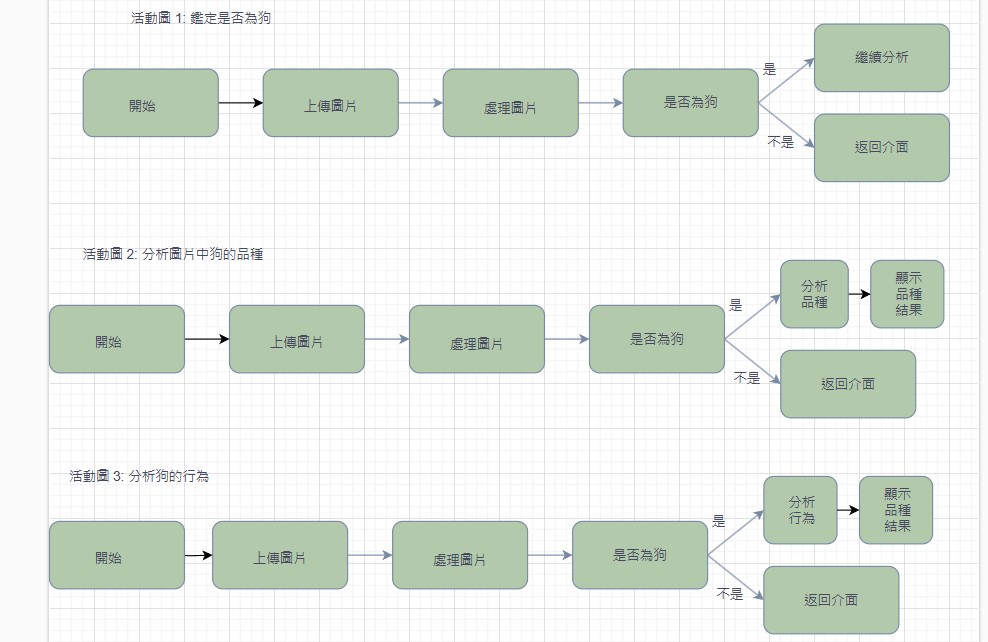 活動圖 1: 鑑定是否為狗
開始
上傳圖片
處理圖片
是否為狗
是
繼續分析
不是
返回介面
活動圖 2: 分析圖片中狗的品種
開始
上傳圖片
處理圖片
是否為狗
是
分析
品種
顯示
品種
結果
不是
返回介面
活動圖 3: 分析狗的行為
開始
上傳圖片
處理圖片
是否為狗
是
分析
行為
顯示
品種
結果
不是
返回介面